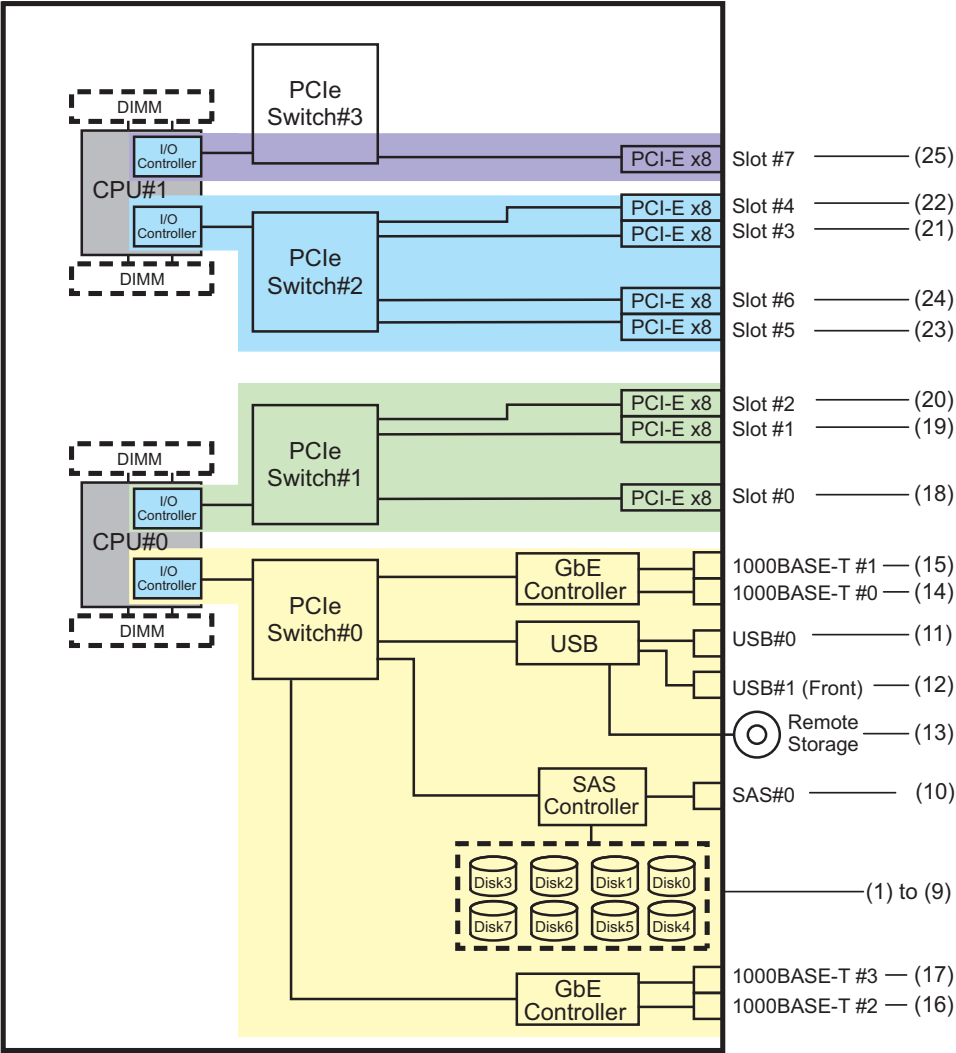 PCIe
Switch#3
DIMM
I/O
Controller
CPU#1
PCI-E x8 Slot #7 (25)
I/O
Controller
DIMM
PCIe
Switch#2
PCI-E x8 Slot #4 (22)
PCI-E x8 Slot #3 (21)
PCI-E x8 Slot #6 (24)
PCI-E x8 Slot #5 (23)
DIMM
I/O
Controller
CPU#0
PCIe
Switch#1
PCI-E x8 Slot #2 (20)
PCI-E x8 Slot #1 (19)
PCI-E x8 Slot #0 (18)
I/O
Controller
DIMM
PCIe
Switch#0
GbE
Controller
1000BASE-T #1 (15)
1000BASE-T #0 (14)
USB
USB#0 (11)
USB#1 (Front) (12)
Remote
Storage
(13)
SAS
Controller
SAS#0 (10)
Disk3 Disk2 Disk1 Disk0
Disk7 Disk6 Disk5 Disk4
(1) to (9)
GbE
Controller
1000BASE-T #3 (17)
1000BASE-T #2 (16)